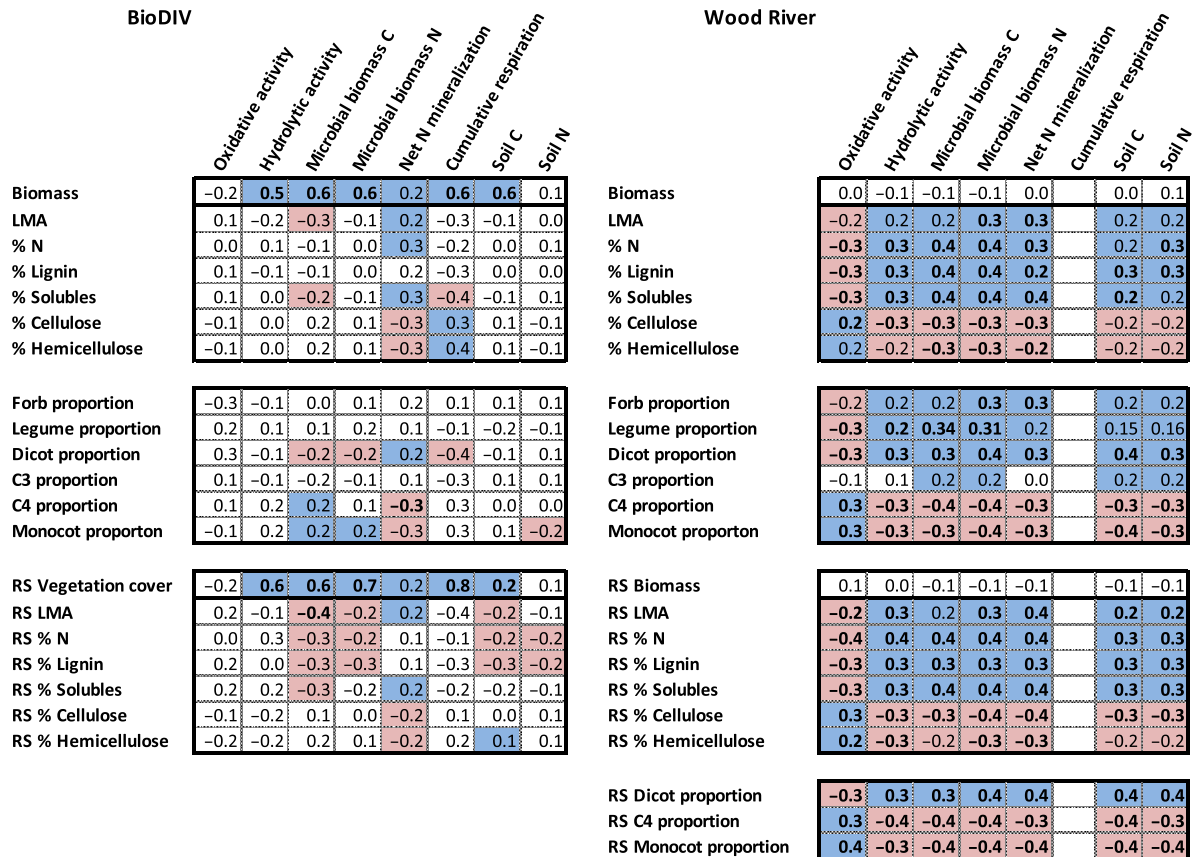 BioDIV
Oxidative activity
Hydrolytic activity
Microbial biomass C
Microbial biomass N
Net N mineralization
Cumulative respiration
Soil C
Soil N
Biomass −0.2 0.5 0.6 0.6 0.2 0.6 0.6 0.1
LMA 0.1 −0.2 −0.3 −0.1 0.2 −0.3 −0.1 0.0
% N 0.0 0.1 −0.1 0.0 0.3 −0.2 0.0 0.1
% Lignin 0.1 −0.1 −0.1 0.0 0.2 −0.3 0.0 0.0
% Solubles 0.1 0.0 −0.2 −0.1 0.3 −0.4 −0.1 0.1
% Cellulose −0.1 0.0 0.2 0.1 −0.3 0.3 0.1 −0.1
% Hemicellulose −0.1 0.0 0.2 0.1 −0.3 0.4 0.1 −0.1
Forb proportion −0.3 −0.1 0.0 0.1 0.2 0.1 0.1 0.1
Legume proportion 0.2 0.1 0.1 0.2 0.1 −0.1 −0.2 −0.1
Dicot proportion 0.3 −0.1 −0.2 −0.2 0.2 −0.4 −0.1 0.1
C3 proportion 0.1 −0.1 −0.2 −0.1 0.1 −0.3 0.1 0.1
C4 proportion 0.1 0.2 0.2 0.1 −0.3 0.3 0.0 0.0
Monocot proporton −0.1 0.2 0.2 0.2 −0.3 0.3 0.1 −0.2
RS Vegetation cover −0.2 0.6 0.6 0.7 0.2 0.8 0.2 0.1
RS LMA 0.2 −0.1 −0.4 −0.2 0.2 −0.4 −0.2 −0.1
RS % N 0.0 0.3 −0.3 −0.2 0.1 −0.1 −0.2 −0.2
RS % Lignin 0.2 0.0 −0.3 −0.3 0.1 −0.3 −0.3 −0.2
RS % Solubles 0.2 0.2 −0.3 −0.2 0.2 −0.2 −0.2 −0.1
RS % Cellulose −0.1 −0.2 0.1 0.0 −0.2 0.1 0.0 0.1
RS % Hemicellulose −0.2 −0.2 0.2 0.1 −0.2 0.2 0.1 0.1
Wood River
Oxidative activity
Hydrolytic activity
Microbial biomass C
Microbial biomass N
Net N mineralization
Cumulative respiration
Soil C
Soil N
Biomass 0.0 −0.1 −0.1 −0.1 0.0 0.0 0.1
LMA −0.2 0.2 0.2 0.3 0.3 0.2 0.2
% N −0.3 0.3 0.4 0.4 0.3 0.2 0.3
% Lignin −0.3 0.3 0.4 0.4 0.2 0.3 0.3
% Solubles −0.3 0.3 0.4 0.4 0.4 0.2 0.2
% Cellulose 0.2 −0.3 −0.3 −0.3 −0.3 −0.2 −0.2
% Hemicellulose 0.2 −0.2 −0.3 −0.3 −0.2 −0.2 −0.2
Forb proportion −0.2 0.2 0.2 0.3 0.3 0.2 0.2
Legume proportion −0.3 0.2 0.34 0.31 0.2 0.15 0.16
Dicot proportion −0.3 0.3 0.3 0.4 0.3 0.4 0.3
C3 proportion −0.1 0.1 0.2 0.2 0.0 0.2 0.2
C4 proportion 0.3 −0.3 −0.4 −0.4 −0.3 −0.3 −0.3
Monocot proporton 0.3 −0.3 −0.3 −0.4 −0.3 −0.4 −0.3
RS Biomass 0.1 0.0 −0.1 −0.1 −0.1 −0.1 −0.1
RS LMA −0.2 0.3 0.2 0.3 0.4 0.2 0.2
RS % N −0.4 0.4 0.4 0.4 0.4 0.3 0.3
RS % Lignin −0.3 0.3 0.3 0.3 0.3 0.3 0.3
RS % Solubles −0.3 0.3 0.4 0.4 0.4 0.3 0.3
RS % Cellulose 0.3 −0.3 −0.3 −0.4 −0.4 −0.3 −0.3
RS % Hemicellulose 0.2 −0.3 −0.2 −0.3 −0.3 −0.2 −0.2
RS Dicot proportion −0.3 0.3 0.3 0.4 0.4 0.4 0.4
RS C4 proportion 0.3 −0.4 −0.4 −0.4 −0.3 −0.4 −0.3
RS Monocot proportion 0.4 −0.3 −0.4 −0.4 −0.4 −0.4 −0.4